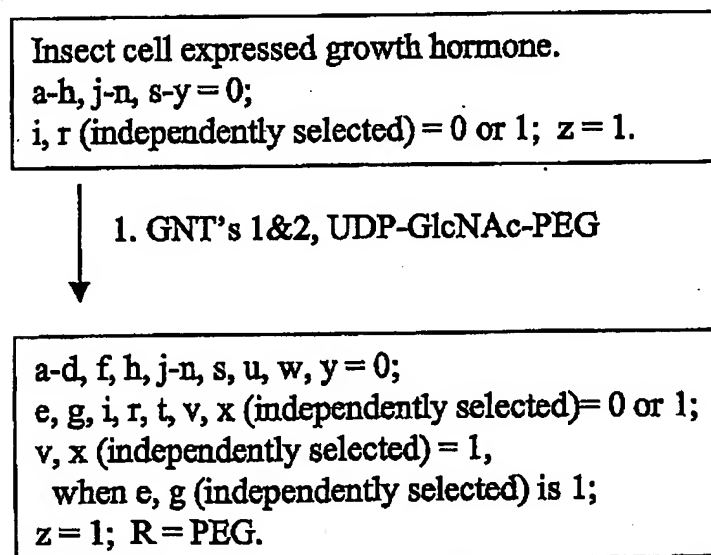 Insect cell expressed growth hormone.
a-h, j-n, s-y = 0;
i, r (independently selected) = 0 or 1; z = 1.
1. GNT's 1&2, UDP-GlcNAc-PEG
a-d, f, h, j-n, s, u, w, y = 0;
e, g, i, r, t, v, x (independently selected)= 0 or 1;
v, x (independently selected) = 1,
when e, g (independently selected) is 1;
z = 1; R = PEG.